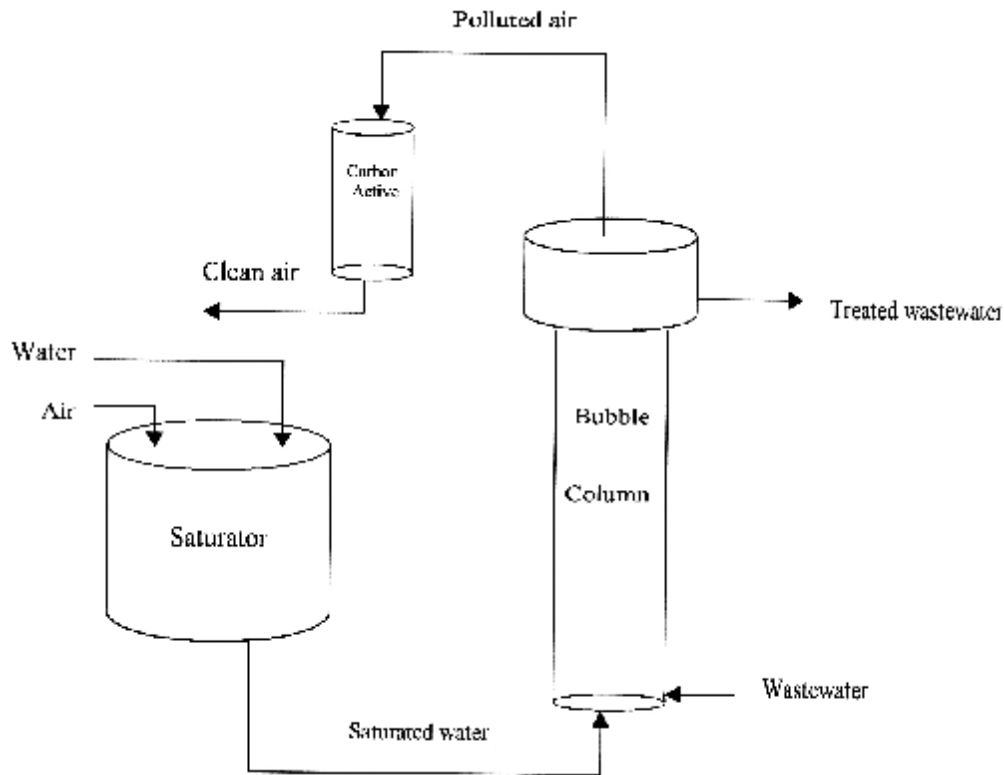 Polluted air
Carbon
Active
Clean air
Treated wastewater
Water
Air
Bubble
Column
Saturator
Wastewater
Saturated water